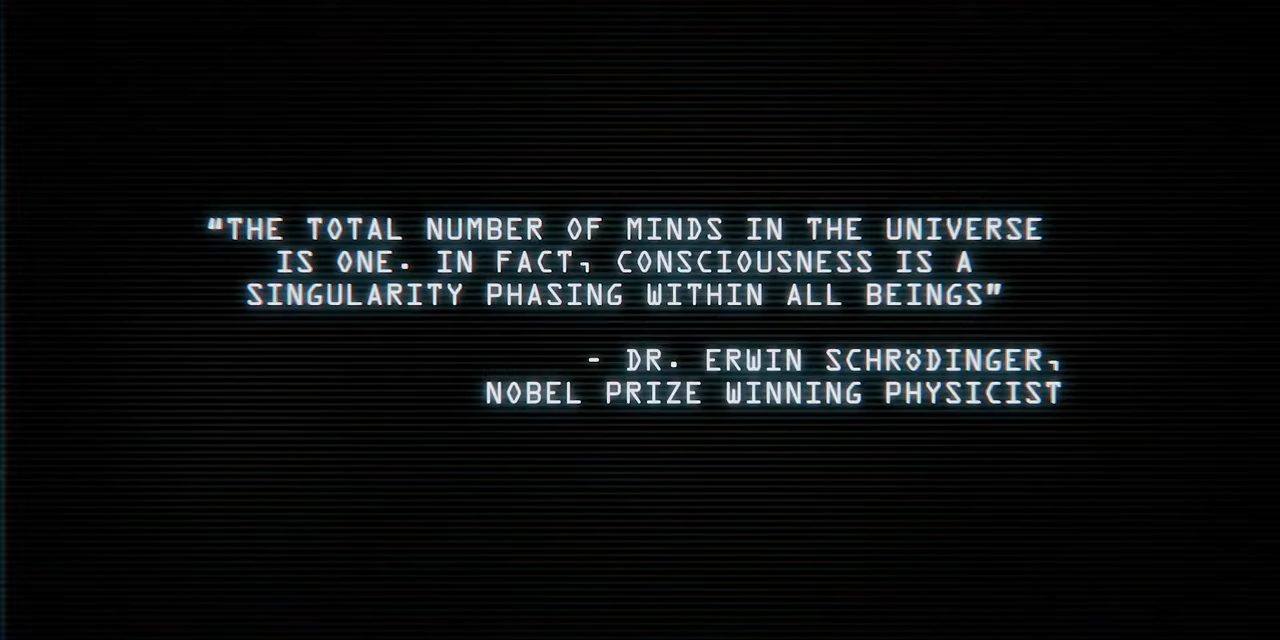 “THE TOTAL NUMBER OF MINDS IN THE UNIVERSE
IS ONE. IN FACT, CONSCIOUSNESS IS A
SINGULARITY PHASING WITHIN ALL BEINGS”
- DR. ERWIN SCHRÖDINGER,
NOBEL PRIZE WINNING PHYSICIST